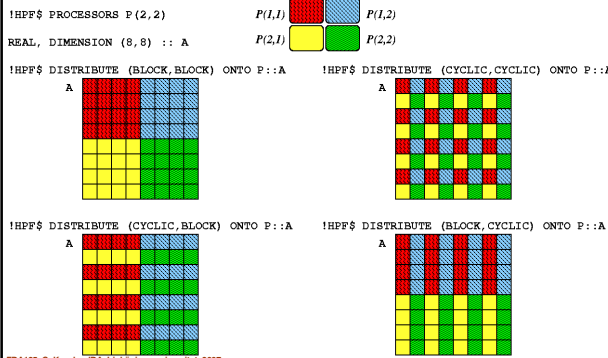 !HPF$ PROCESSORS P(2,2)
P(1,1)
P(1,2)
REAL, DIMENSION (8,8) :: A
P(2,1)
P(2,2)
!HPF$ DISTRIBUTE (BLOCK,BLOCK) ONTO P::A
!HPF$ DISTRIBUTE (CYCLIC,CYCLIC) ONTO P::A
A
A
!HPF$ DISTRIBUTE (CYCLIC,BLOCK) ONTO P::A
!HPF$ DISTRIBUTE (BLOCK,CYCLIC) ONTO P::A
A
A